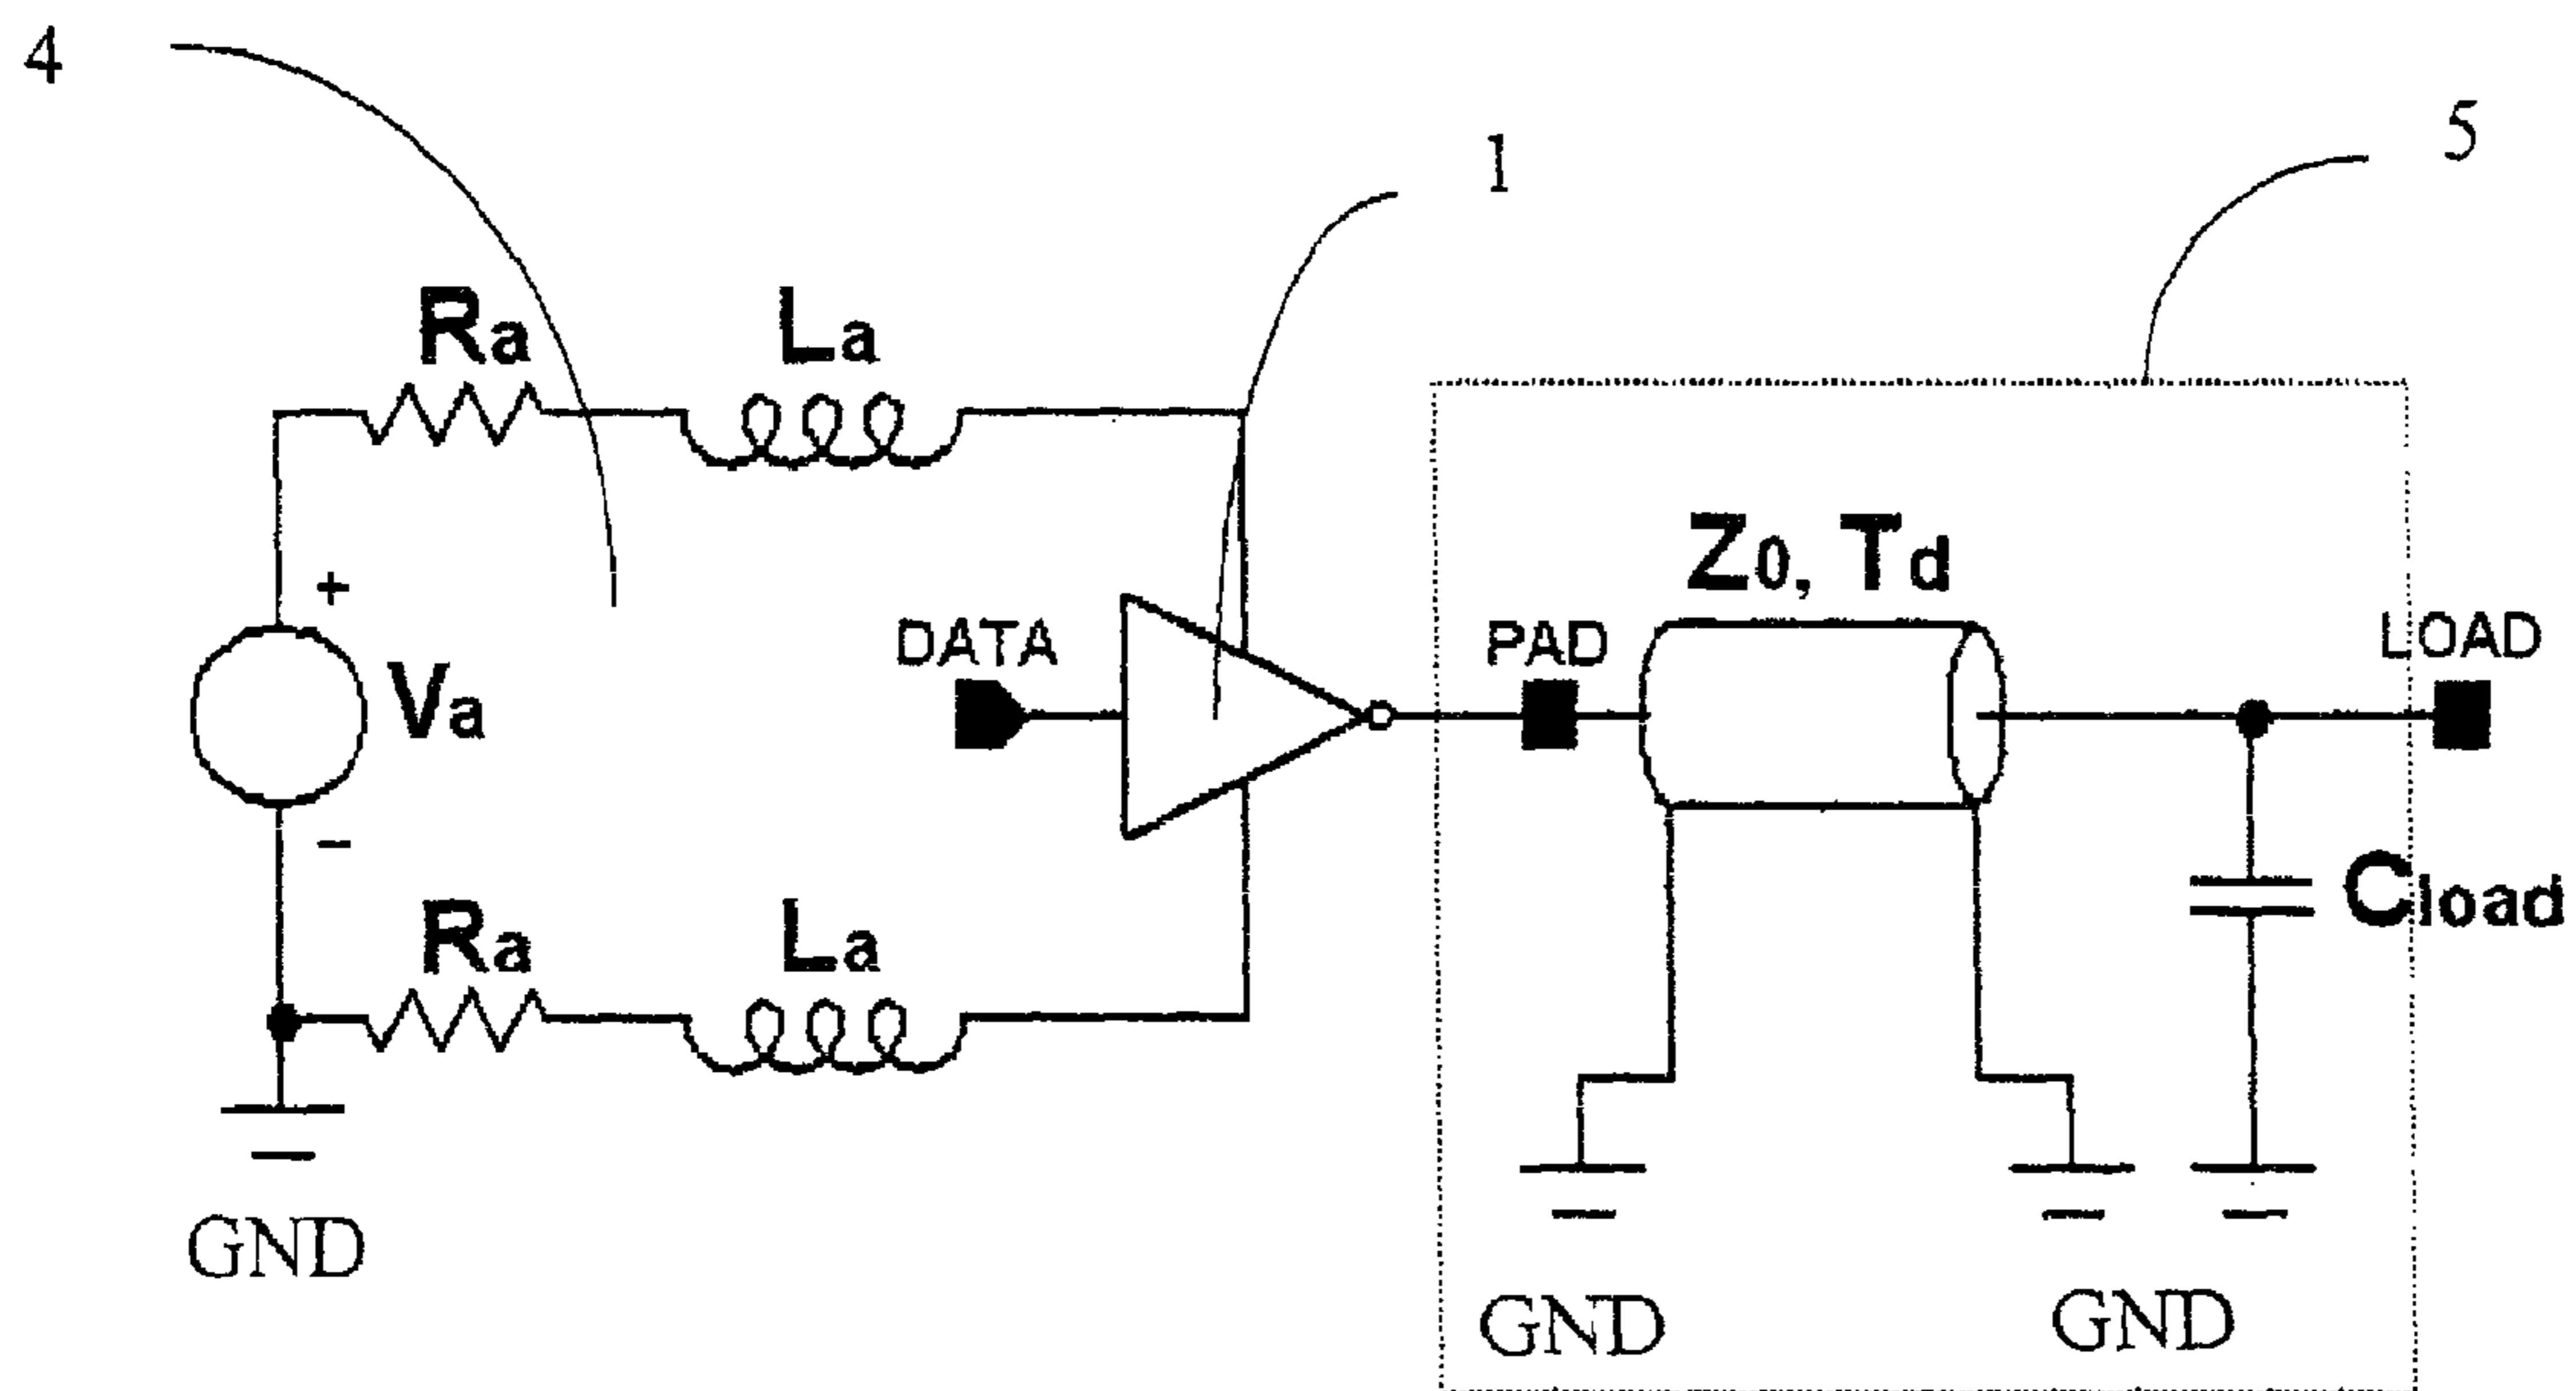 4
5
1
Ra
La
Z0, Td
+
DATA
PAD
LOAD
Va
−
Cload
Ra
La
GND
GND
GND